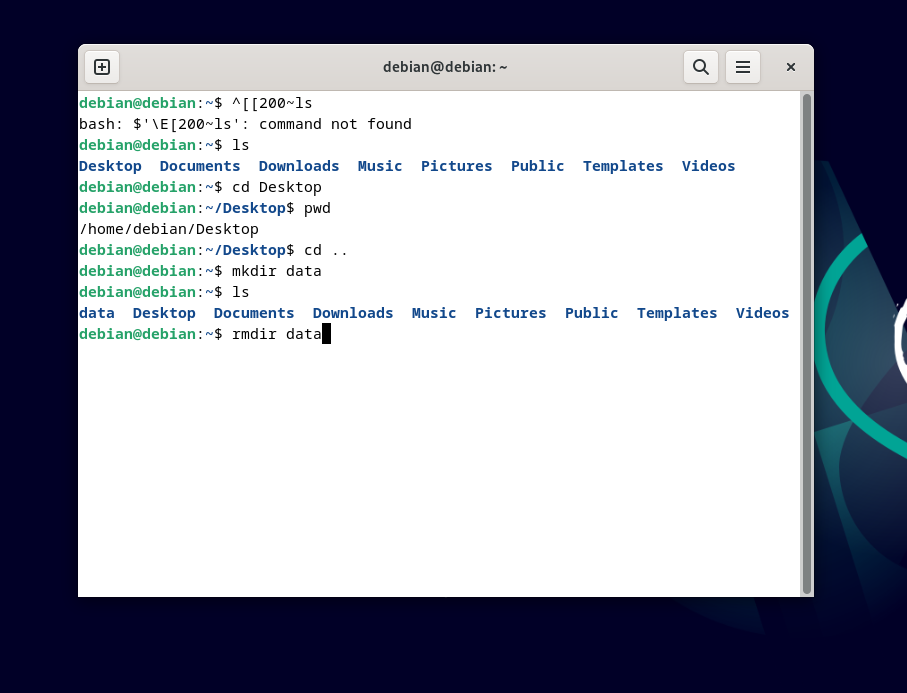 debian@debian: ~
debian@debian:~$ ^[[200~ls
bash: $'\E[200~ls': command not found
debian@debian:~$ ls
Desktop  Documents  Downloads  Music  Pictures  Public  Templates  Videos
debian@debian:~$ cd Desktop
debian@debian:~/Desktop$ pwd
/home/debian/Desktop
debian@debian:~/Desktop$ cd ..
debian@debian:~$ mkdir data
debian@debian:~$ ls
data  Desktop  Documents  Downloads  Music  Pictures  Public  Templates  Videos
debian@debian:~$ rmdir data